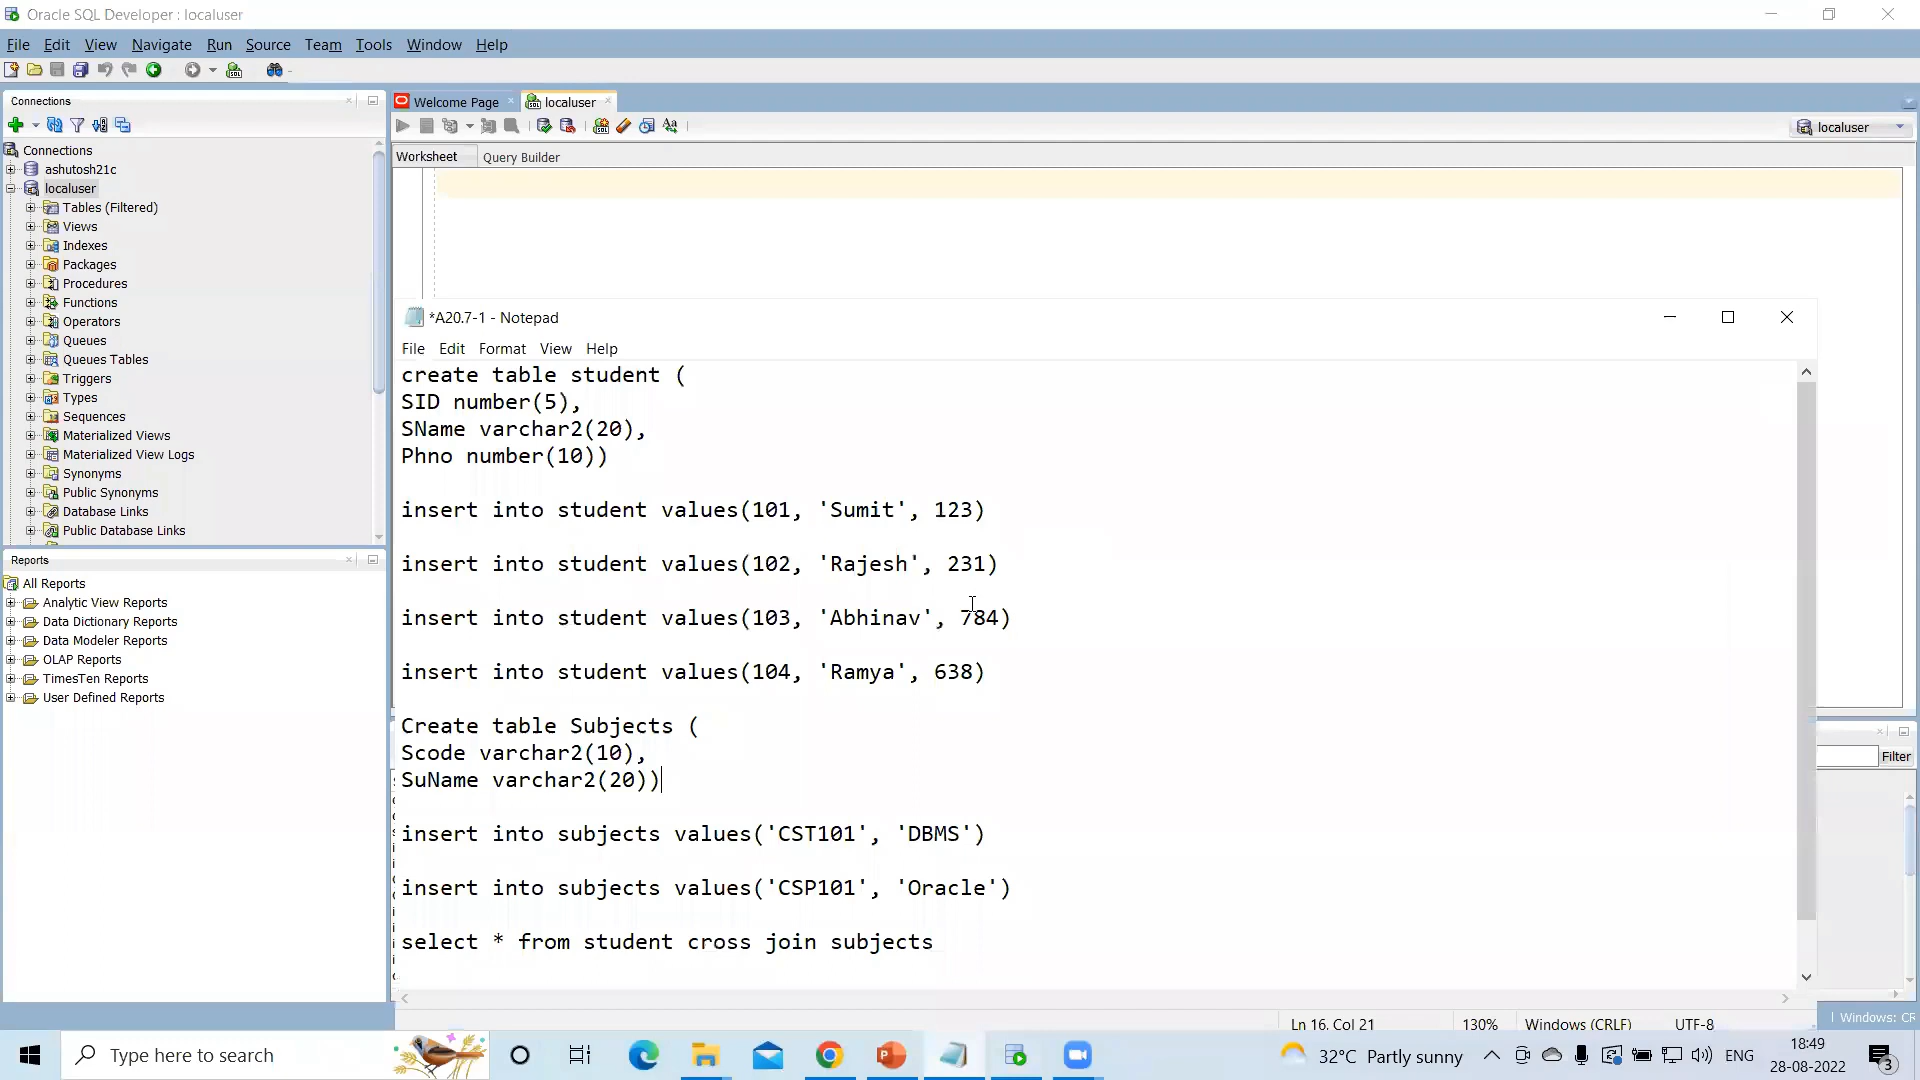 Oracle SQL Developer : localuser
File Edit View Navigate Run Source Team Tools Window Help
Connections
Welcome Page
localuser
localuser
Worksheet
Query Builder
Connections
ashutosh21c
localuser
Tables (Filtered)
Views
Indexes
Packages
Procedures
Functions
Operators
Queues
Queues Tables
Triggers
Types
Sequences
Materialized Views
Materialized View Logs
Synonyms
Public Synonyms
Database Links
Public Database Links
Reports
All Reports
Analytic View Reports
Data Dictionary Reports
Data Modeler Reports
OLAP Reports
TimesTen Reports
User Defined Reports
*A20.7-1 - Notepad
File Edit Format View Help
create table student (
SID number(5),
SName varchar2(20),
Phno number(10))
insert into student values(101, 'Sumit', 123)
insert into student values(102, 'Rajesh', 231)
insert into student values(103, 'Abhinav', 784)
insert into student values(104, 'Ramya', 638)
Create table Subjects (
Scode varchar2(10),
SuName varchar2(20))
insert into subjects values('CST101', 'DBMS')
insert into subjects values('CSP101', 'Oracle')
select * from student cross join subjects
Filter
Ln 16, Col 21 130% Windows (CRLF) UTF-8
Windows: CR
Type here to search
32°C Partly sunny
ENG
18:49
28-08-2022
3